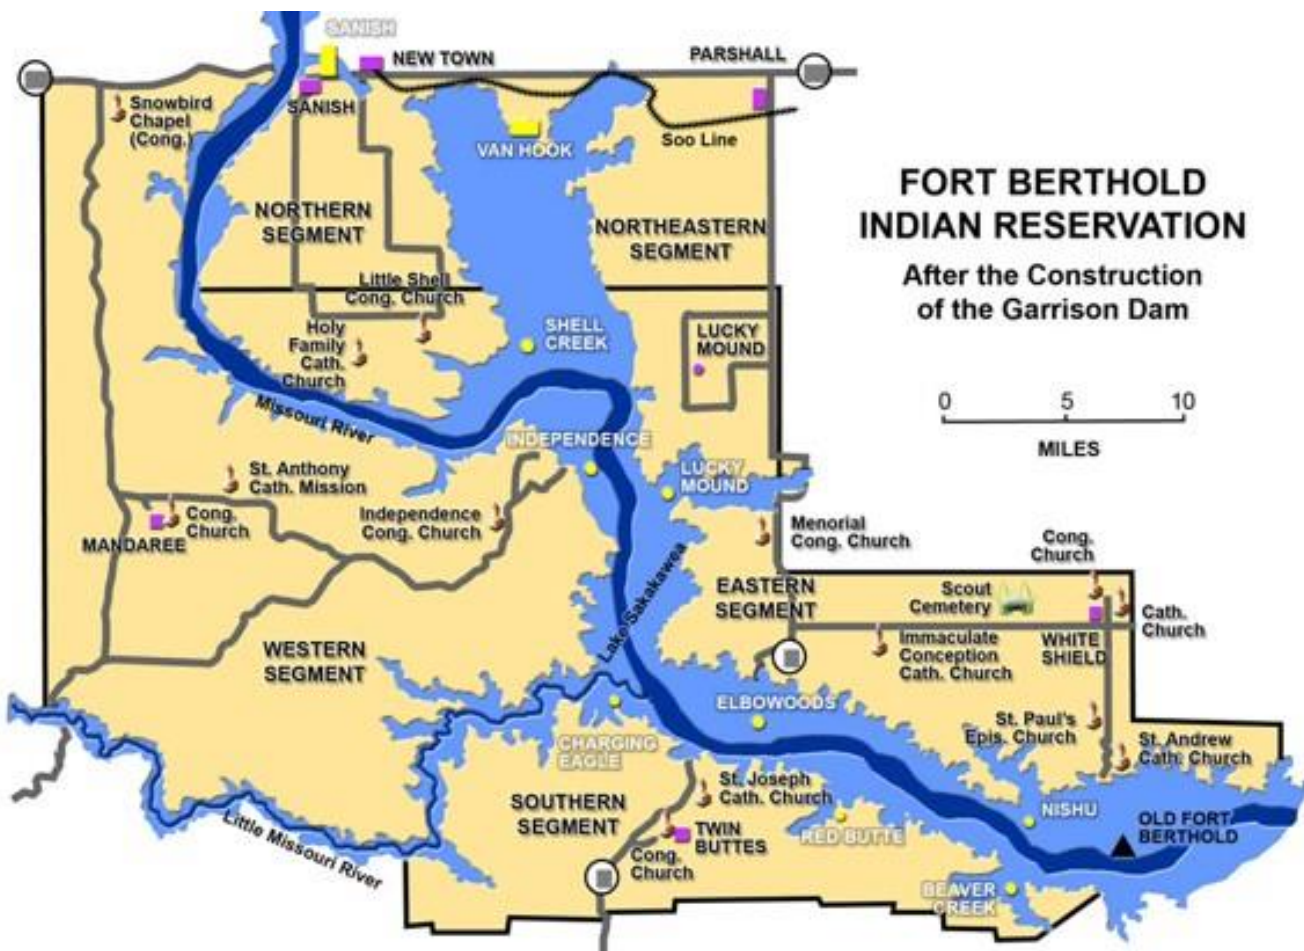 SANISH
NEW TOWN
PARSHALL
Snowbird
Chapel
(Cong.)
SANISH
VAN HOOK
Soo Line
FORT BERTHOLD
INDIAN RESERVATION
After the Construction
of the Garrison Dam
NORTHERN
SEGMENT
NORTHEASTERN
SEGMENT
Little Shell
Cong. Church
Holy
Family
Cath.
Church
SHELL
CREEK
LUCKY
MOUND
0 5 10
MILES
Missouri River
INDEPENDENCE
St. Anthony
Cath. Mission
LUCKY
MOUND
Cong.
Church
MANDAREE
Independence
Cong. Church
Menorial
Cong. Church
Cong.
Church
Lake Sakakawea
EASTERN
SEGMENT
Scout
Cemetery
Cath.
Church
WESTERN
SEGMENT
Immaculate
Conception
Cath. Church
WHITE
SHIELD
ELBOWOODS
CHARGING
EAGLE
St. Paul's
Epis. Church
St. Andrew
Cath. Church
SOUTHERN
SEGMENT
St. Joseph
Cath. Church
NISHU
OLD FORT
BERTHOLD
Little Missouri River
TWIN
BUTTES
RED BUTTE
Cong.
Church
BEAVER
CREEK